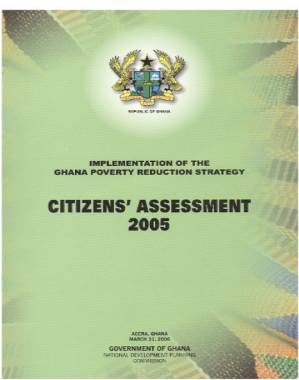 REPUBLIC OF GHANA
IMPLEMENTATION OF THE
GHANA POVERTY REDUCTION STRATEGY
CITIZENS' ASSESSMENT
2005
ACCRA, GHANA
MARCH 31, 2006
GOVERNMENT OF GHANA
NATIONAL DEVELOPMENT PLANNING
COMMISSION